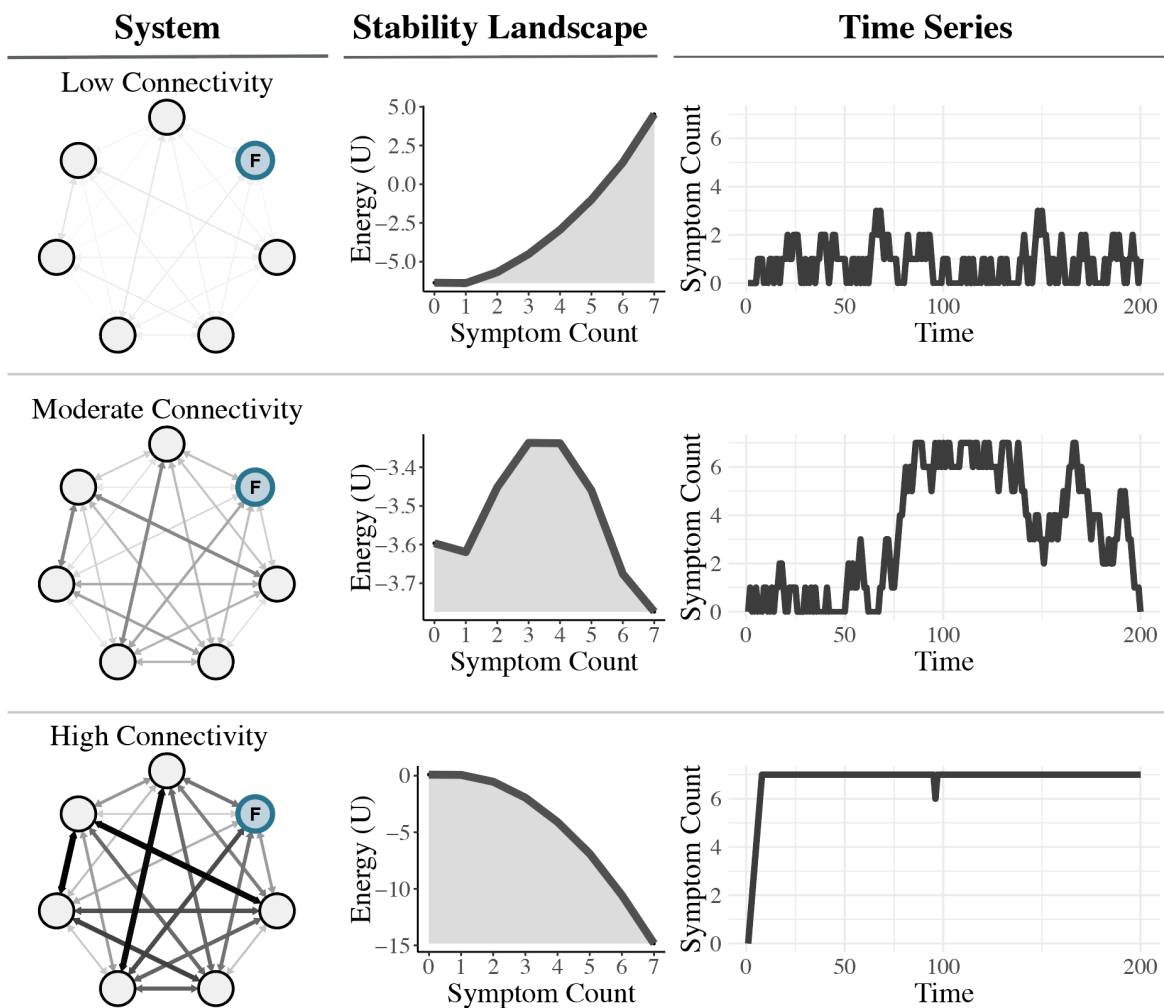 System Stability Landscape Time Series
Low Connectivity
F
Energy (U)
5.0
2.5
0.0
−2.5
−5.0
0 1 2 3 4 5 6 7
Symptom Count
Symptom Count
6
4
2
0
0 50 100 200
Time
Moderate Connectivity
F
Energy (U)
−3.4
−3.5
−3.6
−3.7
0 1 2 3 4 5 6 7
Symptom Count
Symptom Count
6
4
2
0
0 50 100 200
Time
High Connectivity
F
Energy (U)
0
−5
−10
−15
0 1 2 3 4 5 6 7
Symptom Count
Symptom Count
6
4
2
0
0 50 100 200
Time